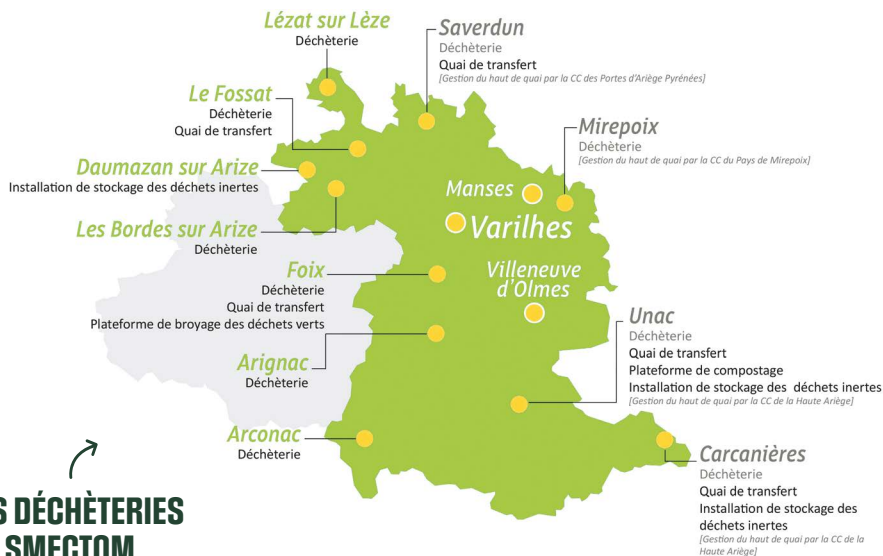 Lézat sur Lèze
Déchèterie
Saverdun
Déchèterie
Quai de transfert
[Gestion du haut de quai par la CC des Portes d'Ariège Pyrénées]
Le Fossat
Déchèterie
Quai de transfert
Mirepoix
Déchèterie
[Gestion du haut de quai par la CC du Pays de Mirepoix]
Daumazan sur Arize
Installation de stockage des déchets inertes
Manses
Varilhes
Les Bordes sur Arize
Déchèterie
Foix
Déchèterie
Quai de transfert
Plateforme de broyage des déchets verts
Villeneuve
d'Olmes
Unac
Déchèterie
Quai de transfert
Plateforme de compostage
Installation de stockage des déchets inertes
[Gestion du haut de quai par la CC de la Haute Ariège]
Arignac
Déchèterie
Arconac
Déchèterie
Carcanières
Déchèterie
Quai de transfert
Installation de stockage des
déchets inertes
[Gestion du haut de quai par la CC de la
Haute Ariège]
S DÉCHÈTERIES
SMECTOM